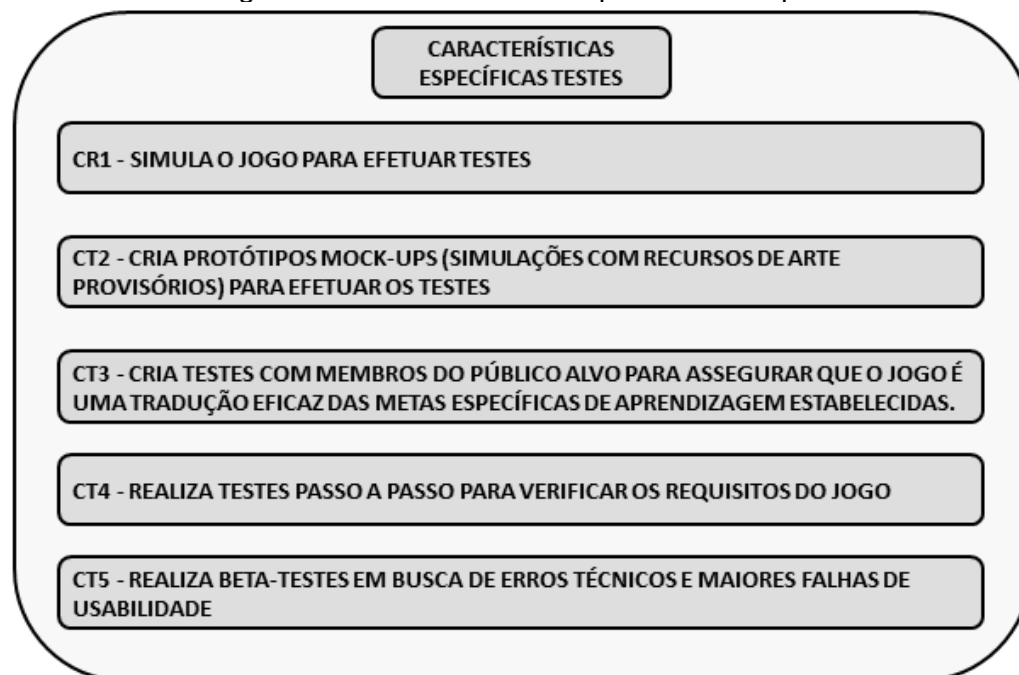 CARACTERÍSTICAS
ESPECÍFICAS TESTES
CR1 - SIMULA O JOGO PARA EFETUAR TESTES
CT2 - CRIA PROTÓTIPOS MOCK-UPS (SIMULAÇÕES COM RECURSOS DE ARTE
PROVISÓRIOS) PARA EFETUAR OS TESTES
CT3 - CRIA TESTES COM MEMBROS DO PÚBLICO ALVO PARA ASSEGURAR QUE O JOGO É
UMA TRADUÇÃO EFICAZ DAS METAS ESPECÍFICAS DE APRENDIZAGEM ESTABELECIDAS.
CT4 - REALIZA TESTES PASSO A PASSO PARA VERIFICAR OS REQUISITOS DO JOGO
CT5 - REALIZA BETA-TESTES EM BUSCA DE ERROS TÉCNICOS E MAIORES FALHAS DE
USABILIDADE